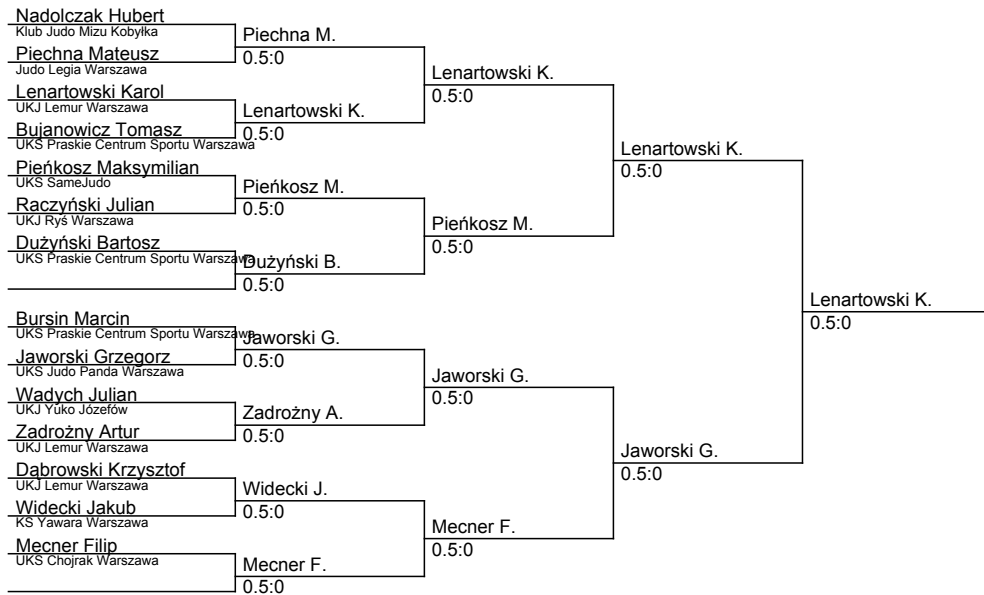 Nadolczak Hubert
Klub Judo Mizu Kobyłka
Piechna Mateusz
Judo Legia Warszawa
Lenartowski Karol
UKJ Lemur Warszawa
Bujanowicz Tomasz
UKS Praskie Centrum Sportu Warszawa
Pieńkosz Maksymilian
UKS SameJudo
Raczyński Julian
UKJ Ryś Warszawa
Dużyński Bartosz
UKS Praskie Centrum Sportu Warszawa
Bursin Marcin
UKS Praskie Centrum Sportu Warszawa
Jaworski Grzegorz
UKS Judo Panda Warszawa
Wadych Julian
UKJ Yuko Józefów
Zadrożny Artur
UKJ Lemur Warszawa
Dąbrowski Krzysztof
UKJ Lemur Warszawa
Widecki Jakub
KS Yawara Warszawa
Mecner Filip
UKS Chojrak Warszawa
Piechna M.
0.5:0
Lenartowski K.
0.5:0
Pieńkosz M.
0.5:0
Dużyński B.
0.5:0
Jaworski G.
0.5:0
Zadrożny A.
0.5:0
Widecki J.
0.5:0
Mecner F.
0.5:0
Lenartowski K.
0.5:0
Pieńkosz M.
0.5:0
Jaworski G.
0.5:0
Mecner F.
0.5:0
Lenartowski K.
0.5:0
Jaworski G.
0.5:0
Lenartowski K.
0.5:0